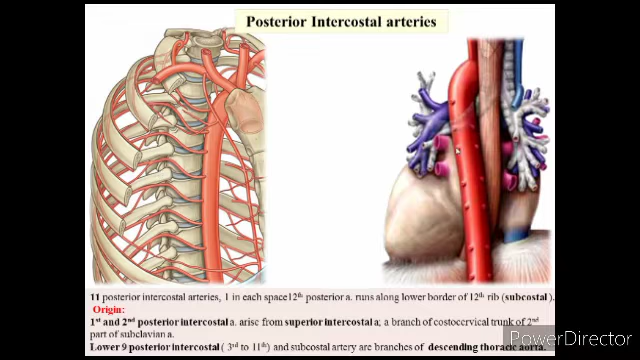 Posterior Intercostal arteries
11 posterior intercostal arteries, 1 in each space12th posterior a. runs along lower border of 12th rib (subcostal).
Origin:
1st and 2nd posterior intercostal a. arise from superior intercostal a; a branch of costocervical trunk of 2nd
part of subclavian a.
Lower 9 posterior intercostal ( 3rd to 11th) and subcostal artery are branches of descending thoracic aorta.
PowerDirector